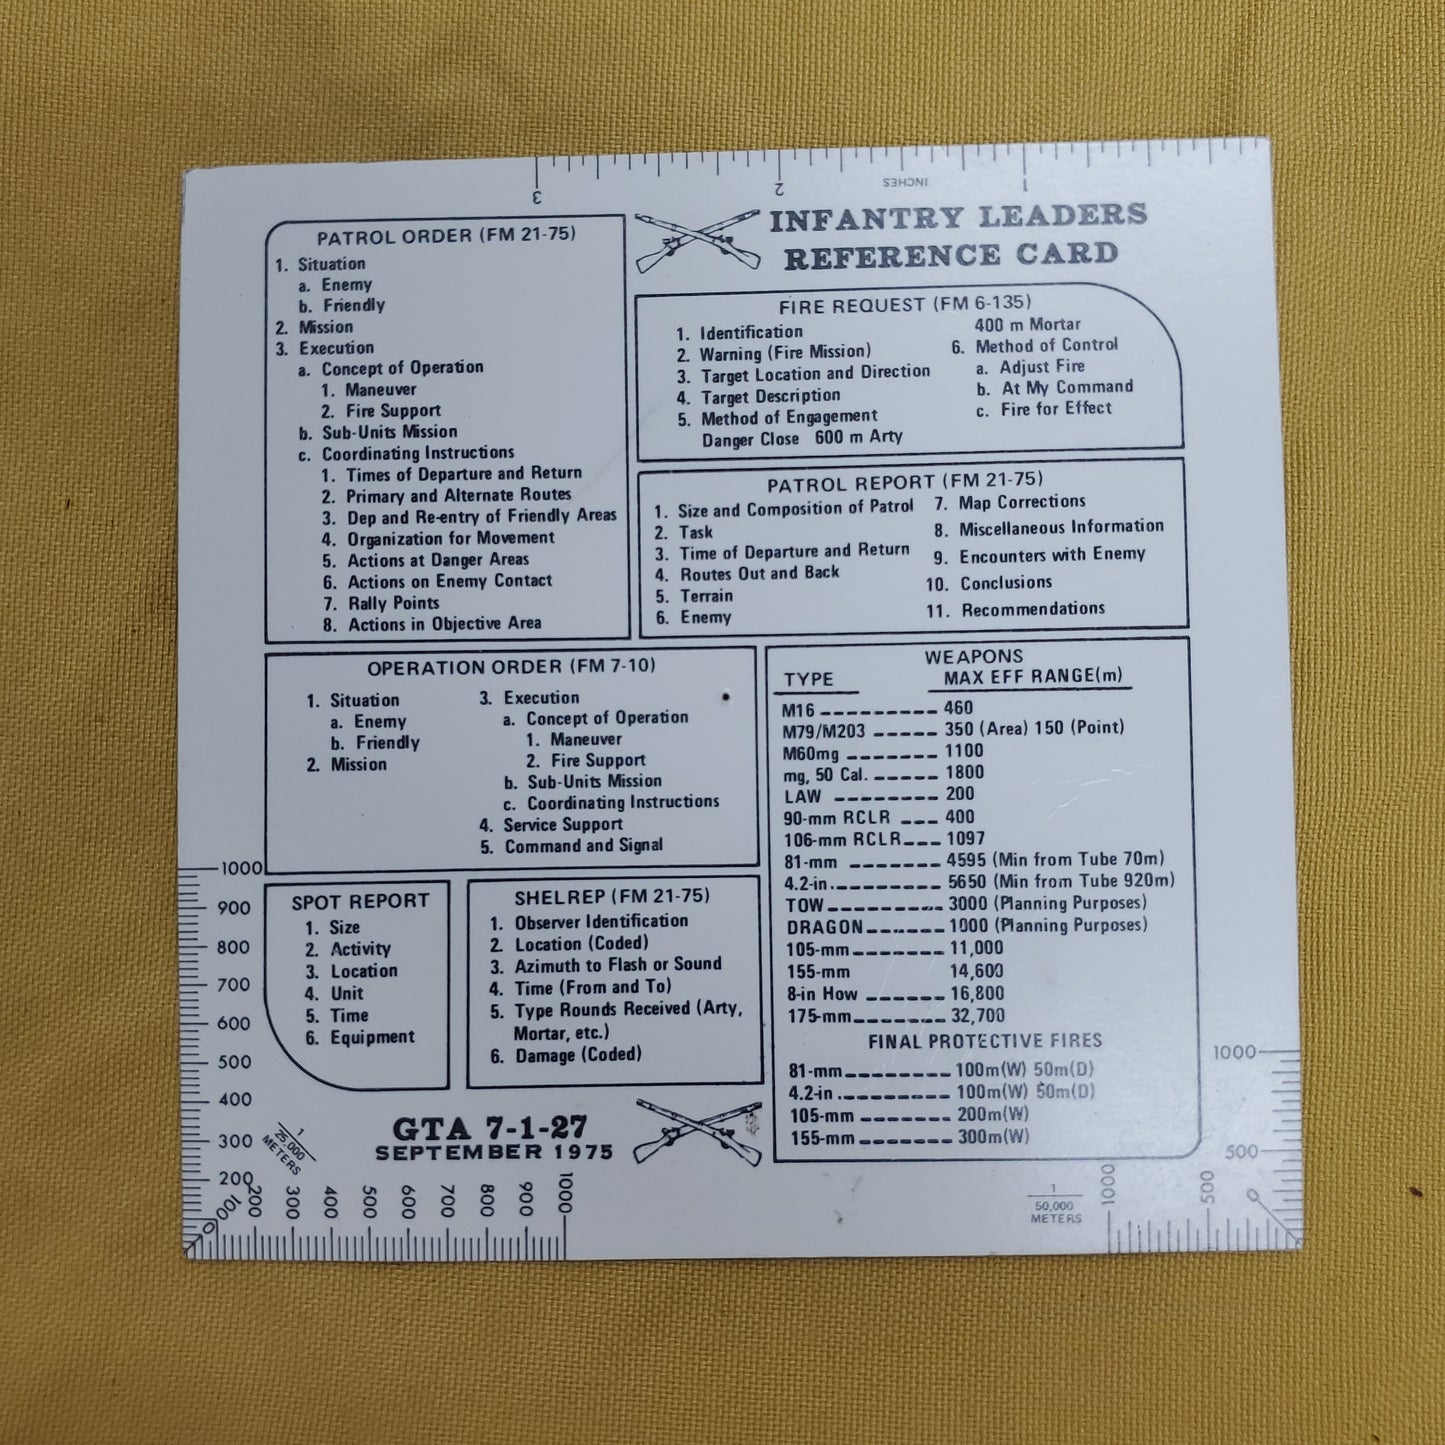 3 2 INCHES 1
INFANTRY LEADERS
REFERENCE CARD
PATROL ORDER (FM 21-75)
1. Situation
a. Enemy
b. Friendly
2. Mission
3. Execution
a. Concept of Operation
1. Maneuver
2. Fire Support
b. Sub-Units Mission
c. Coordinating Instructions
1. Times of Departure and Return
2. Primary and Alternate Routes
3. Dep and Re-entry of Friendly Areas
4. Organization for Movement
5. Actions at Danger Areas
6. Actions on Enemy Contact
7. Rally Points
8. Actions in Objective Area
FIRE REQUEST (FM 6-135)
1. Identification
2. Warning (Fire Mission)
3. Target Location and Direction
4. Target Description
5. Method of Engagement
Danger Close 600 m Arty
400 m Mortar
6. Method of Control
a. Adjust Fire
b. At My Command
c. Fire for Effect
PATROL REPORT (FM 21-75)
1. Size and Composition of Patrol
2. Task
3. Time of Departure and Return
4. Routes Out and Back
5. Terrain
6. Enemy
7. Map Corrections
8. Miscellaneous Information
9. Encounters with Enemy
10. Conclusions
11. Recommendations
OPERATION ORDER (FM 7-10)
1. Situation
a. Enemy
b. Friendly
2. Mission
3. Execution
a. Concept of Operation
1. Maneuver
2. Fire Support
b. Sub-Units Mission
c. Coordinating Instructions
4. Service Support
5. Command and Signal
WEAPONS
TYPE MAX EFF RANGE(m)
M16 --------- 460
M79/M203 ----- 350 (Area) 150 (Point)
M60mg ------- 1100
mg, 50 Cal. ----- 1800
LAW -------- 200
90-mm RCLR --- 400
106-mm RCLR--- 1097
81-mm ------- 4595 (Min from Tube 70m)
4.2-in.-------- 5650 (Min from Tube 920m)
TOW--------- 3000 (Planning Purposes)
DRAGON------ 1000 (Planning Purposes)
105-mm------- 11,000
155-mm 14,600
8-in How ------ 16,800
175-mm------- 32,700
FINAL PROTECTIVE FIRES
81-mm-------- 100m(W) 50m(D)
4.2-in .-------- 100m(W) 50m(D)
105-mm ------- 200m(W)
155-mm ------- 300m(W)
SPOT REPORT
1. Size
2. Activity
3. Location
4. Unit
5. Time
6. Equipment
SHELREP (FM 21-75)
1. Observer Identification
2. Location (Coded)
3. Azimuth to Flash or Sound
4. Time (From and To)
5. Type Rounds Received (Arty,
Mortar, etc.)
6. Damage (Coded)
GTA 7-1-27
SEPTEMBER 1975
1000
900
800
700
600
500
400
300
200
100
0
200 300 400 500 600 700 800 900 1000
1
25,000
METERS
1000
500
0
1000 500
1
50,000
METERS